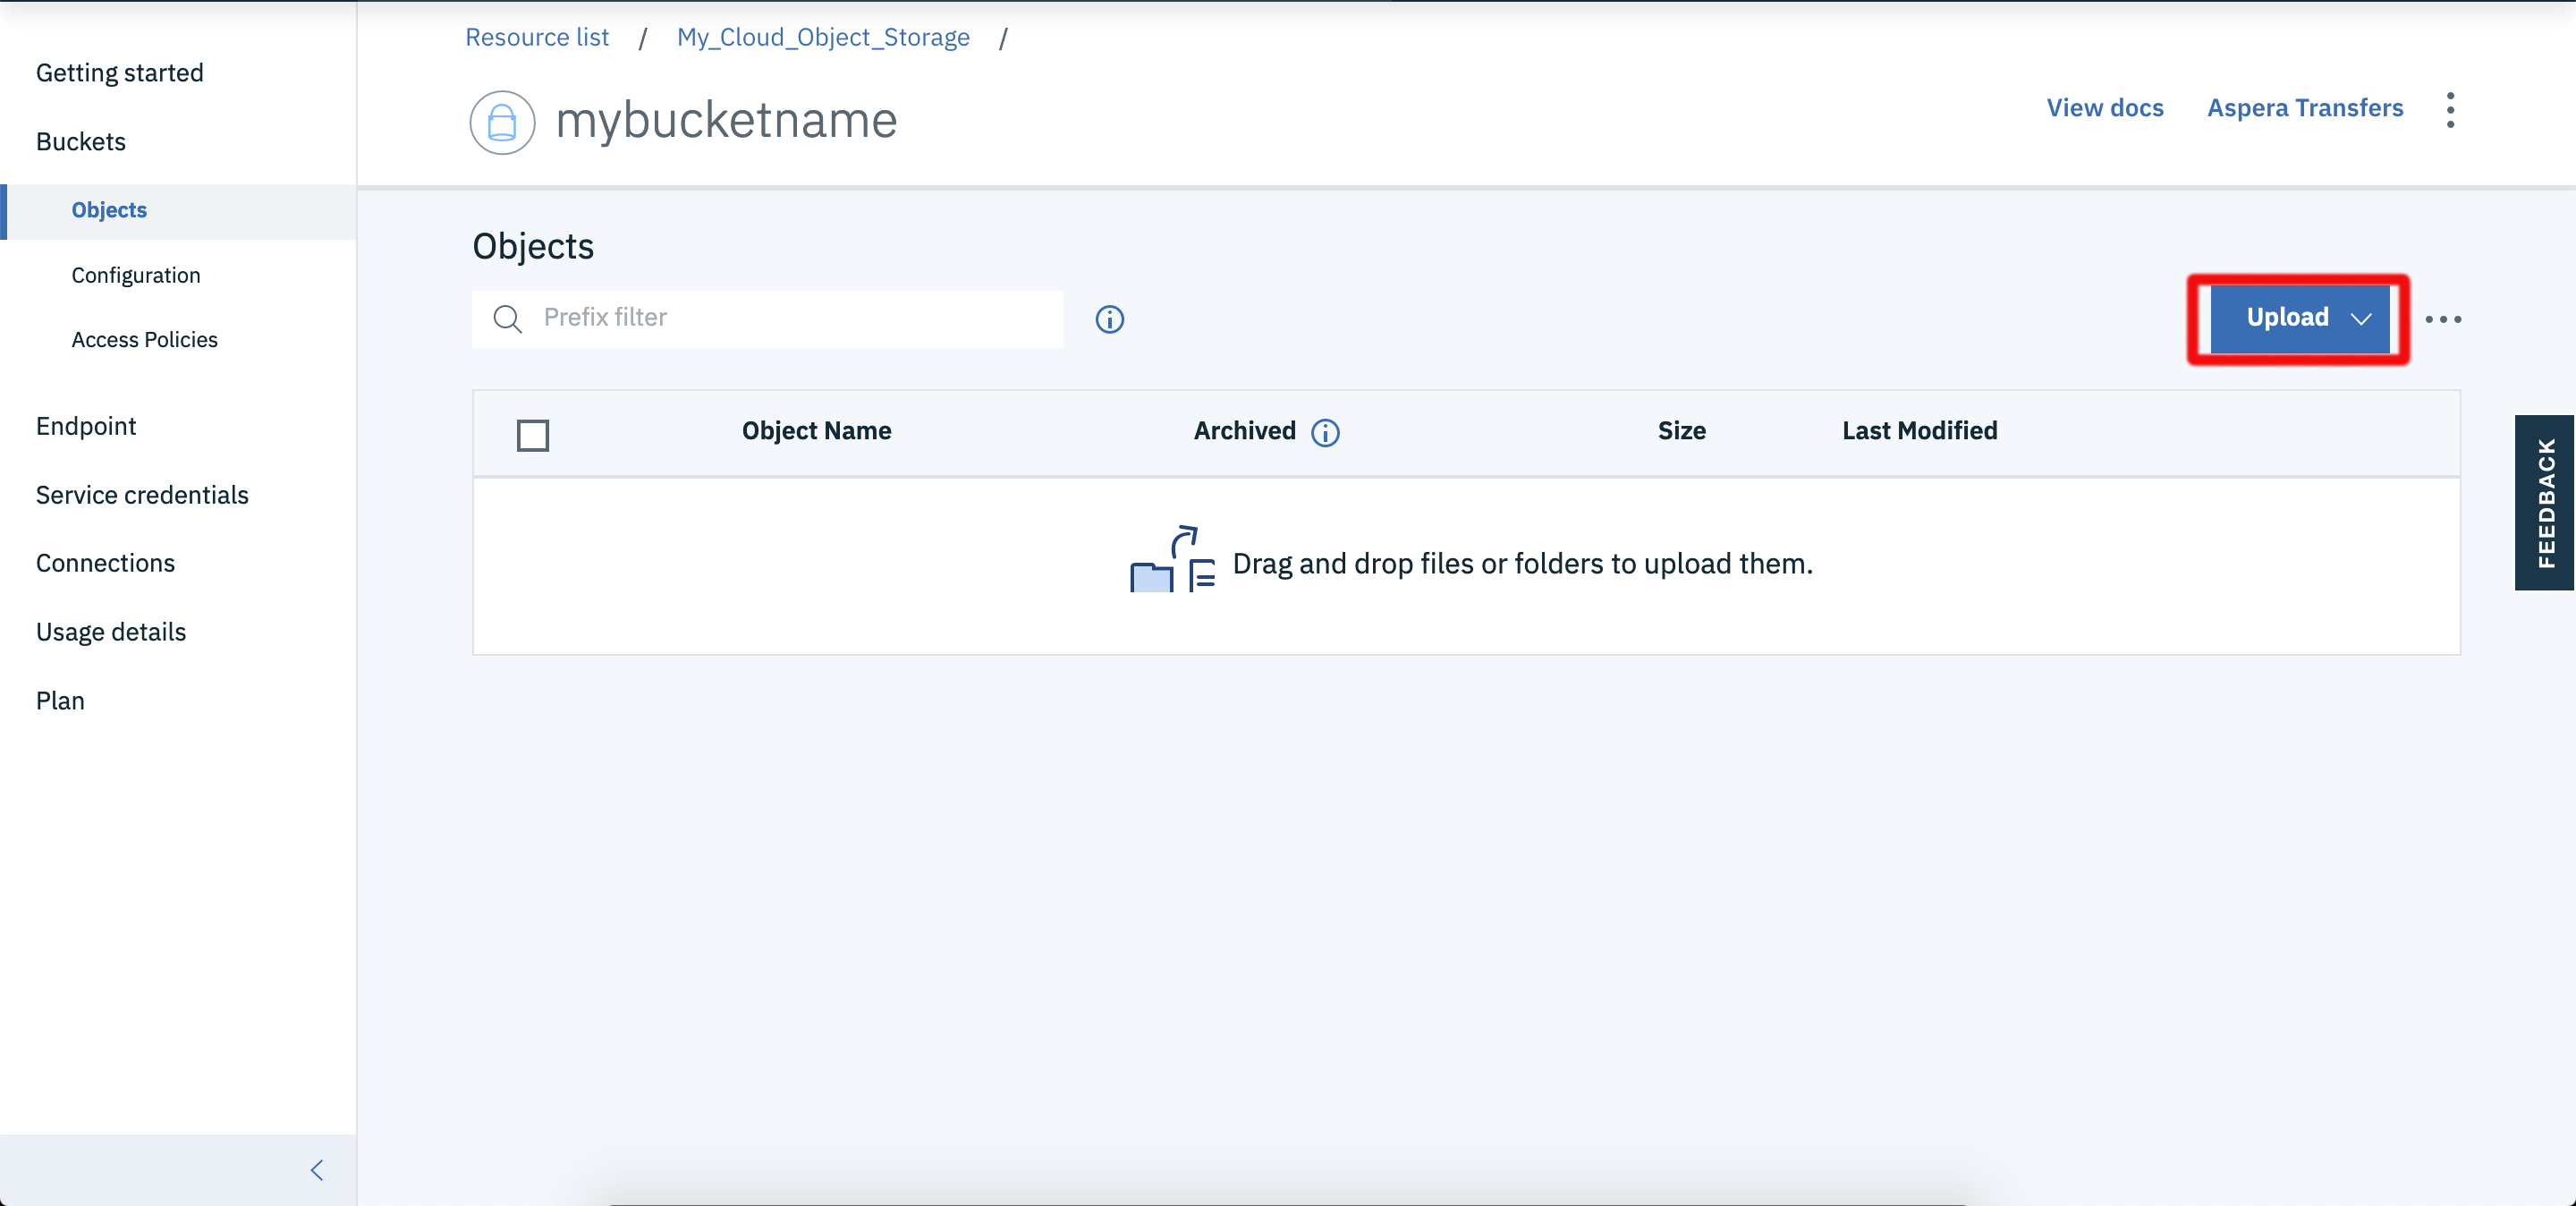 Resource list / My_Cloud_Object_Storage /
Getting started
mybucketname
View docs Aspera Transfers
Buckets
Objects
Configuration
Access Policies
Endpoint
Service credentials
Connections
Usage details
Plan
Objects
Prefix filter
Upload
Object Name Archived Size Last Modified
Drag and drop files or folders to upload them.
FEEDBACK